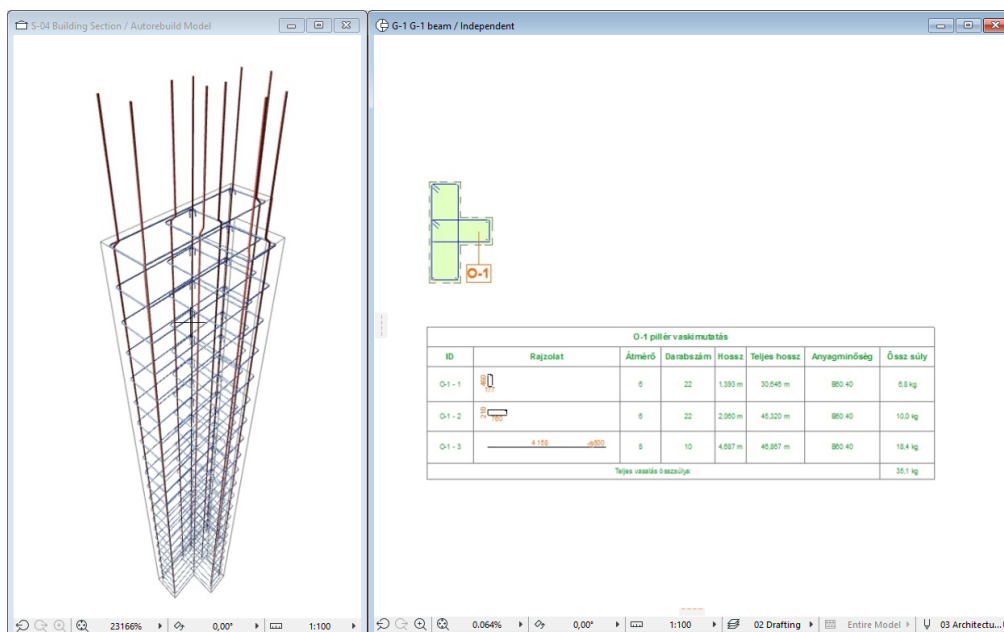 S-04 Building Section / Autorebuild Model
G-1 G-1 beam / Independent
O-1
O-1 pillér vaskimutatás
ID Rajzolat Átmérő Darabszám Hossz Teljes hossz Anyagminőség Össz súly
O-1 - 1 6 22 1,393 m 30,646 m B60.40 6,8 kg
O-1 - 2 760 6 22 2,060 m 45,320 m B60.40 10,0 kg
O-1 - 3 4 158 8 10 4,687 m 46,867 m B60.40 18,4 kg
Teljes vasalás összsúlya: 35,1 kg
23166% 0,00° 1:100
0.064% 0,00° 1:100 02 Drafting Entire Model 03 Architectu...